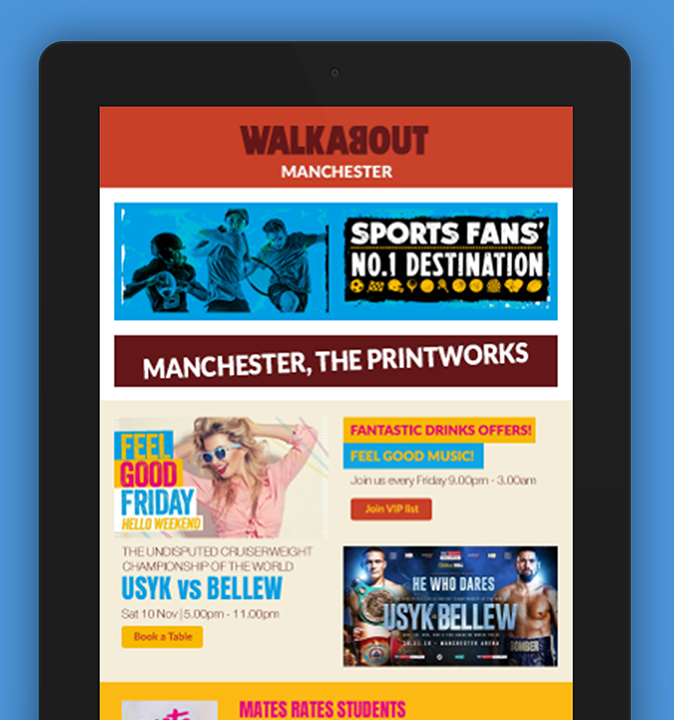 WALKABOUT
MANCHESTER
SPORTS FANS'
NO.1 DESTINATION
MANCHESTER, THE PRINTWORKS
FEEL
GOOD
FRIDAY
HELLO WEEKEND
FANTASTIC DRINKS OFFERS!
FEEL GOOD MUSIC!
Join us every Friday 9.00pm - 3.00am
Join VIP list
THE UNDISPUTED CRUISERWEIGHT
CHAMPIONSHIP OF THE WORLD
USYK vs BELLEW
Sat 10 Nov | 5.00pm - 11.00pm
Book a Table
HE WHO DARES
USYK BELLEW
MANCHESTER ARENA
BOMBER
MATES RATES STUDENTS